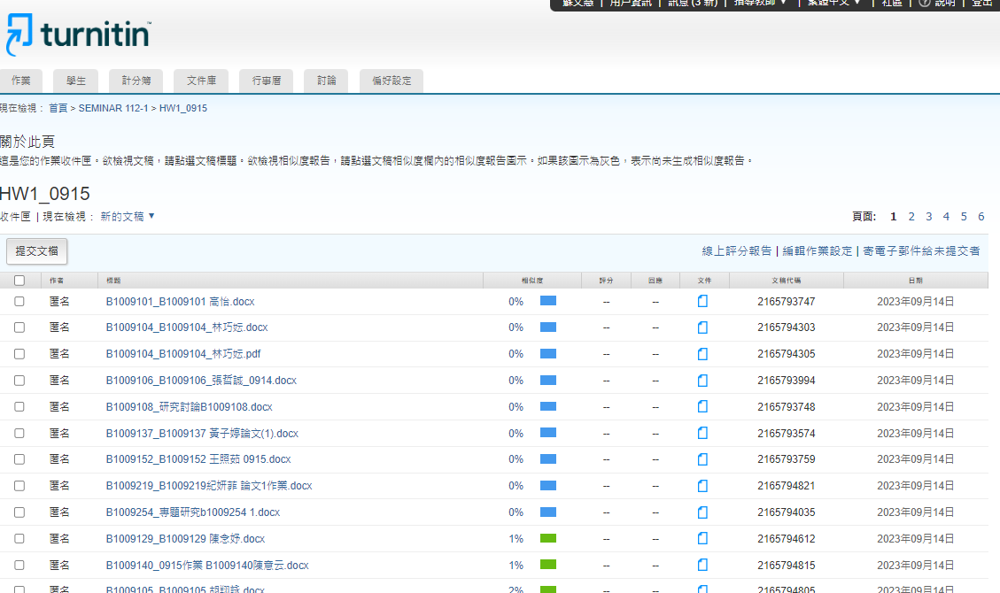 蘇文慧 | 用戶資訊 | 訊息 (3 新) | 指導教師 ▼ | 繁體中文 ▼ | 社區 | ? 說明 | 登出
turnitin™
作業 學生 計分簿 文件庫 行事曆 討論 偏好設定
現在檢視： 首頁 > SEMINAR 112-1 > HW1_0915
關於此頁
這是您的作業收件匣。欲檢視文稿，請點選文稿標題。欲檢視相似度報告，請點選文稿相似度欄內的相似度報告圖示。如果該圖示為灰色，表示尚未生成相似度報告。
HW1_0915
收件匣 | 現在檢視： 新的文稿 ▼ 頁面: 1 2 3 4 5 6
提交文檔 線上評分報告 | 編輯作業設定 | 寄電子郵件給未提交者
作者 標題 相似度 評分 回應 文件 文稿代碼 日期
匿名 B1009101_B1009101 高怡.docx 0% -- -- 2165793747 2023年09月14日
匿名 B1009104_B1009104_林巧妘.docx 0% -- -- 2165794303 2023年09月14日
匿名 B1009104_B1009104_林巧妘.pdf 0% -- -- 2165794305 2023年09月14日
匿名 B1009106_B1009106_張哲誠_0914.docx 0% -- -- 2165793994 2023年09月14日
匿名 B1009108_研究討論B1009108.docx 0% -- -- 2165793748 2023年09月14日
匿名 B1009137_B1009137 黃子婷論文(1).docx 0% -- -- 2165793574 2023年09月14日
匿名 B1009152_B1009152 王照茹 0915.docx 0% -- -- 2165793759 2023年09月14日
匿名 B1009219_B1009219紀妍菲 論文1作業.docx 0% -- -- 2165794821 2023年09月14日
匿名 B1009254_專題研究b1009254 1.docx 0% -- -- 2165794035 2023年09月14日
匿名 B1009129_B1009129 陳念妤.docx 1% -- -- 2165794612 2023年09月14日
匿名 B1009140_0915作業 B1009140陳意云.docx 1% -- -- 2165794815 2023年09月14日
匿名 B1009105_B1009105 胡翔詠.docx 2% -- -- 2165794805 2023年09月14日